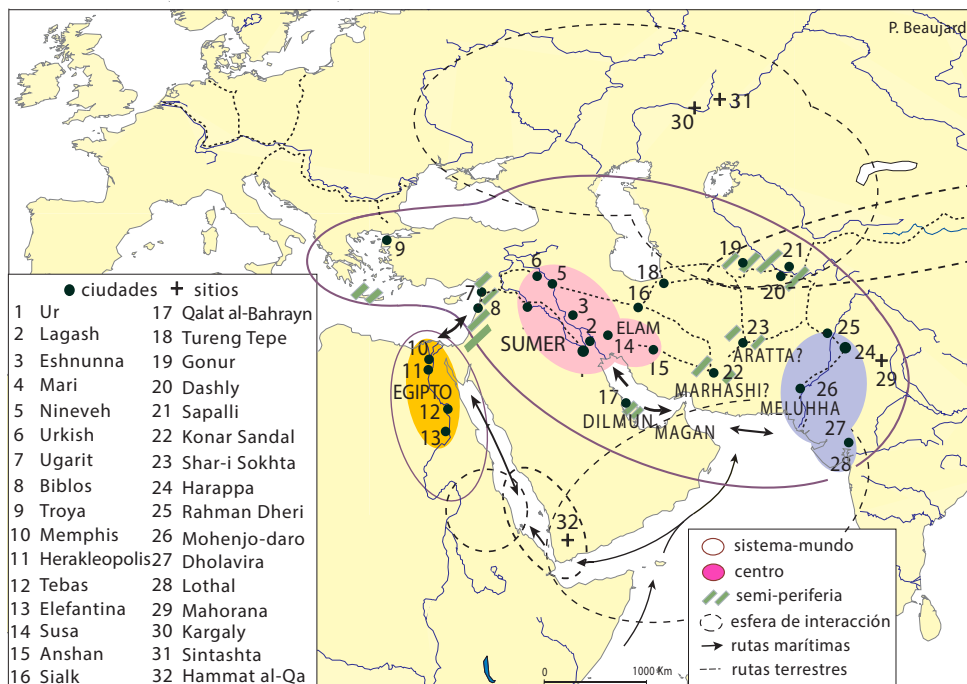 P. Beaujard
31
30
9
19
21
20
6
5
18
16
7
8
3
2
ELAM
SUMER
14
15
23
ARATTA?
25
24
29
22
MARHASHI?
26
MELUHHA
10
11
EGIPTO
12
13
17
DILMUN
MAGAN
27
28
32
ciudades + sitios
1 Ur
2 Lagash
3 Eshnunna
4 Mari
5 Nineveh
6 Urkish
7 Ugarit
8 Biblos
9 Troya
10 Memphis
11 Herakleopolis
12 Tebas
13 Elefantina
14 Susa
15 Anshan
16 Sialk
17 Qalat al-Bahrayn
18 Tureng Tepe
19 Gonur
20 Dashly
21 Sapalli
22 Konar Sandal
23 Shar-i Sokhta
24 Harappa
25 Rahman Dheri
26 Mohenjo-daro
27 Dholavira
28 Lothal
29 Mahorana
30 Kargaly
31 Sintashta
32 Hammat al-Qa
sistema-mundo
centro
semi-periferia
esfera de interacción
rutas marítimas
rutas terrestres
0 1000 Km